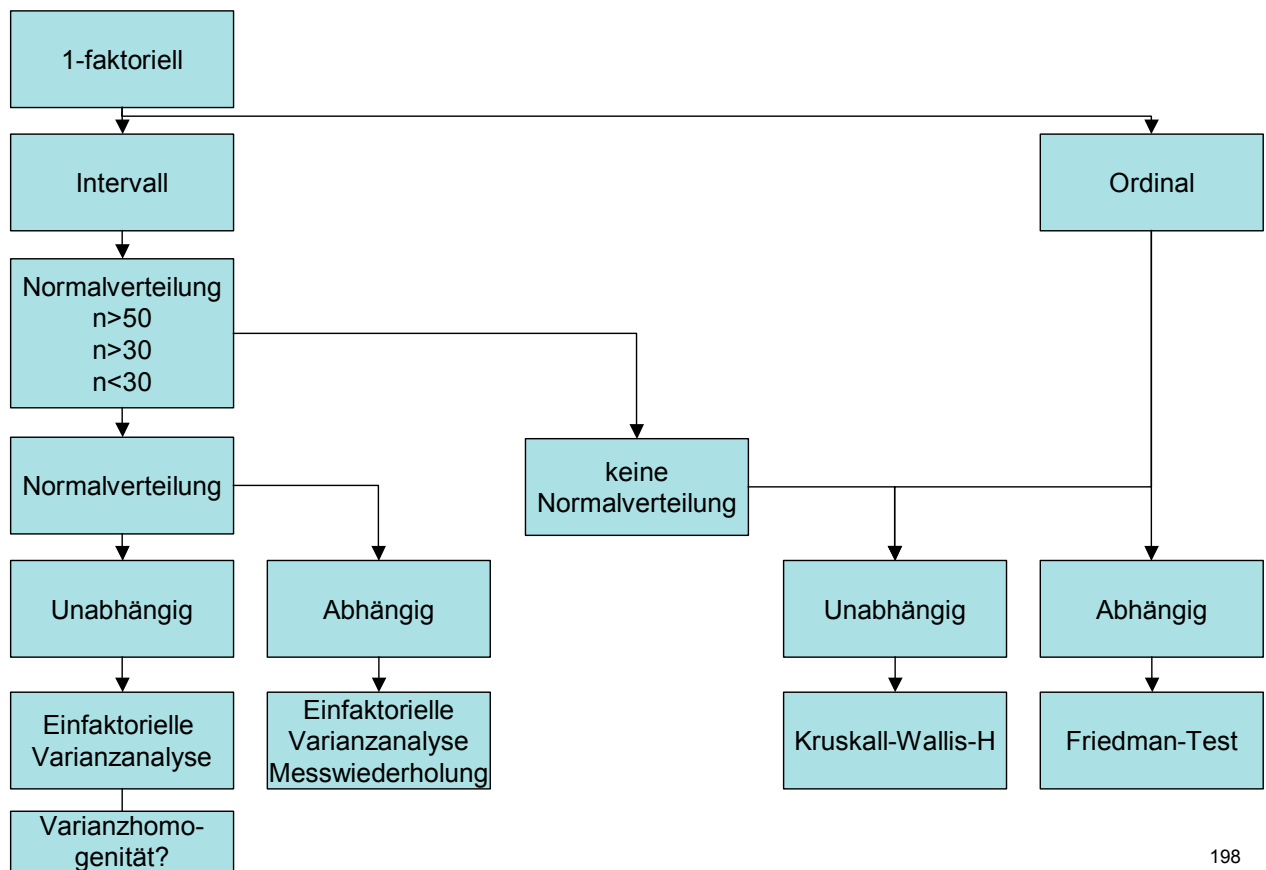 1-faktoriell
Intervall
Ordinal
Normalverteilung
n>50
n>30
n<30
Normalverteilung
keine
Normalverteilung
Unabhängig
Abhängig
Unabhängig
Abhängig
Einfaktorielle
Varianzanalyse
Einfaktorielle
Varianzanalyse
Messwiederholung
Kruskall-Wallis-H
Friedman-Test
Varianzhomo-
genität?
198